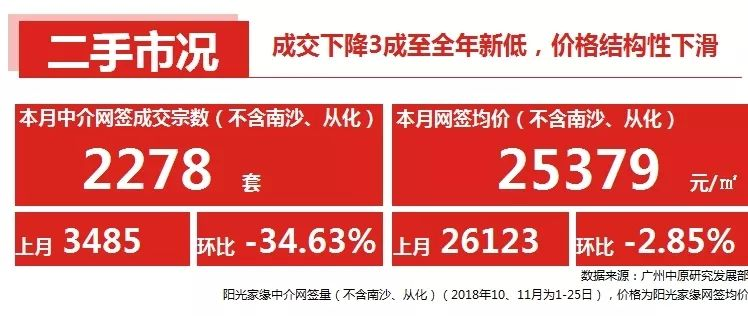 二手市况
成交下降3成至全年新低，价格结构性下滑
本月中介网签成交宗数（不含南沙、从化）
2278 套
本月网签均价（不含南沙、从化）
25379 元/㎡
上月 3485
环比 -34.63%
上月 26123
环比 -2.85%
数据来源：广州中原研究发展部
阳光家缘中介网签量（不含南沙、从化）（2018年10、11月为1-25日），价格为阳光家缘网签均价